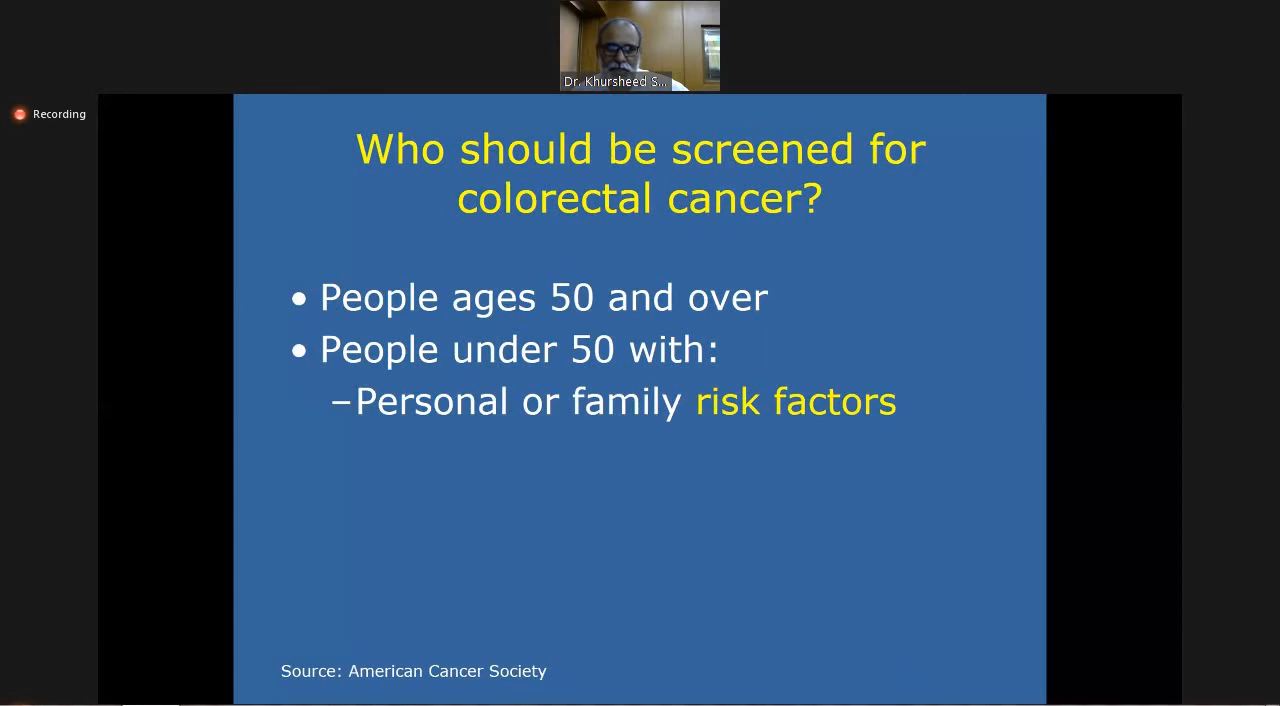 Dr. Khursheed S...
Recording
Who should be screened for
colorectal cancer?
• People ages 50 and over
• People under 50 with:
–Personal or family risk factors
Source: American Cancer Society